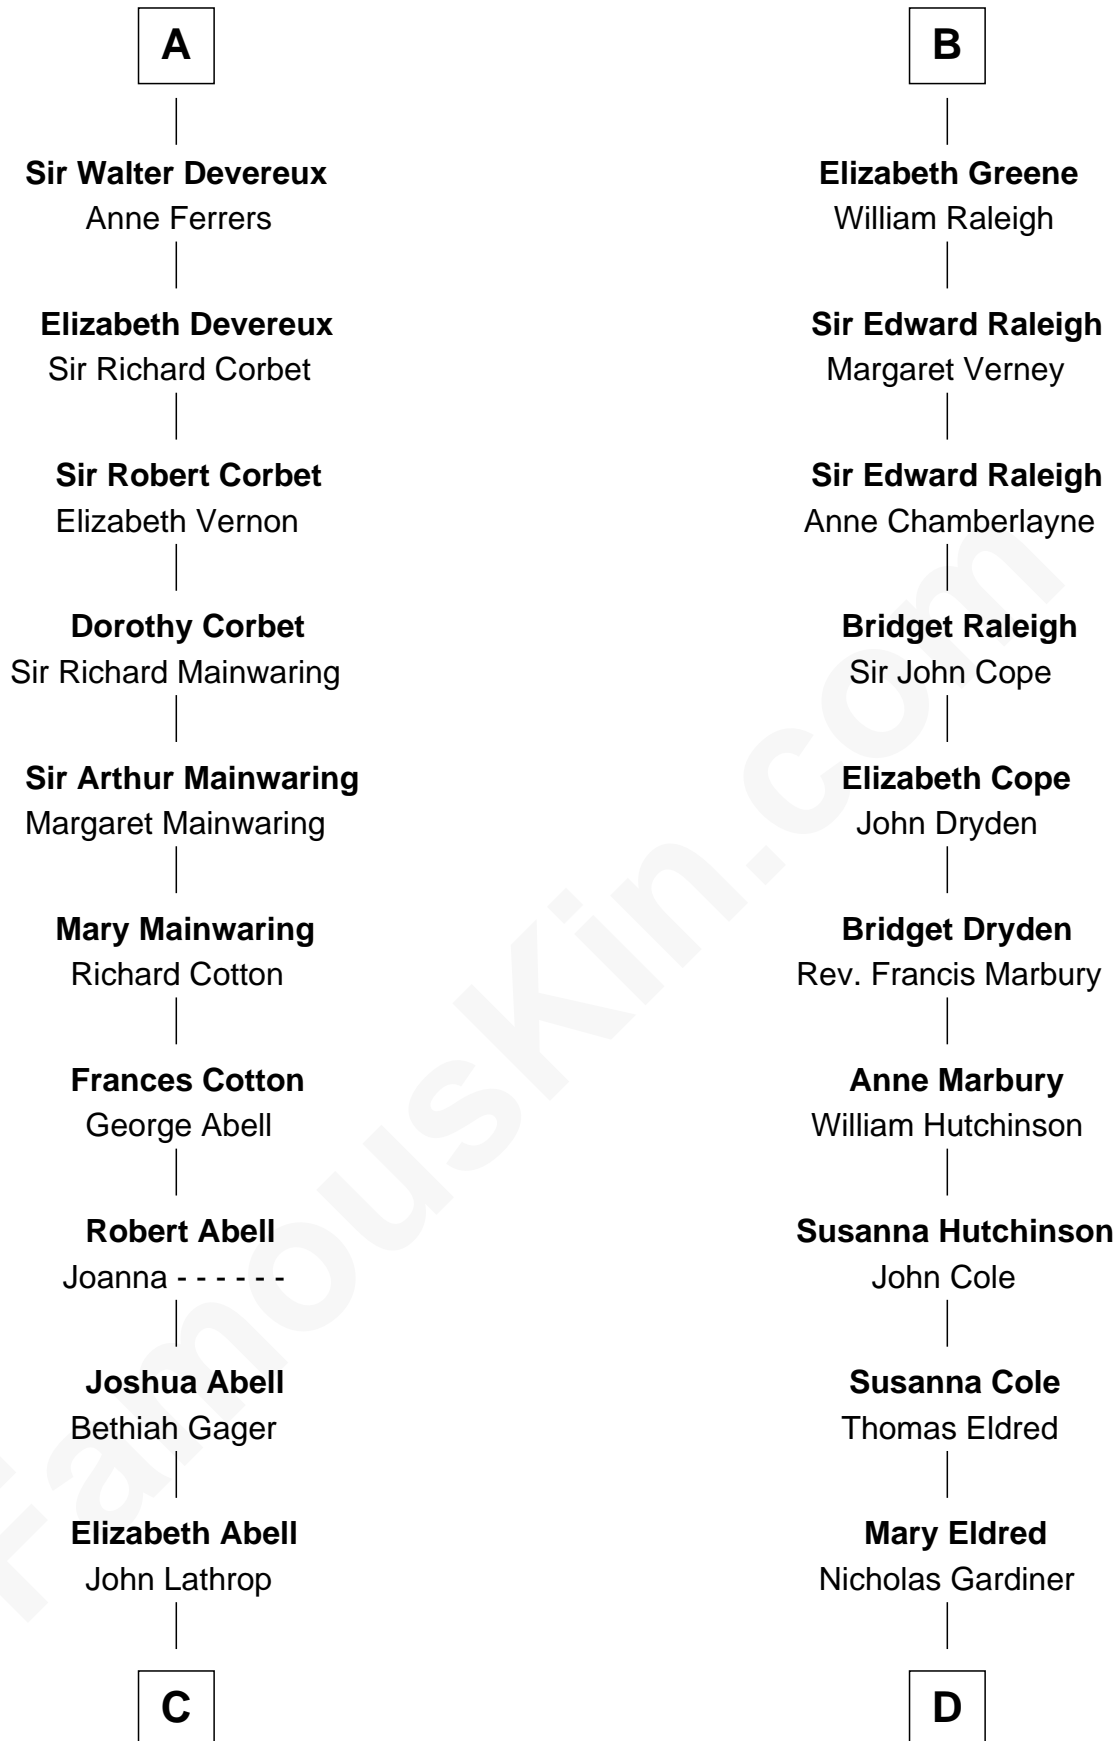 A
Sir Walter Devereux
Anne Ferrers
Elizabeth Devereux
Sir Richard Corbet
Sir Robert Corbet
Elizabeth Vernon
Dorothy Corbet
Sir Richard Mainwaring
Sir Arthur Mainwaring
Margaret Mainwaring
Mary Mainwaring
Richard Cotton
Frances Cotton
George Abell
Robert Abell
Joanna - - - - - -
Joshua Abell
Bethiah Gager
Elizabeth Abell
John Lathrop
C
B
Elizabeth Greene
William Raleigh
Sir Edward Raleigh
Margaret Verney
Sir Edward Raleigh
Anne Chamberlayne
Bridget Raleigh
Sir John Cope
Elizabeth Cope
John Dryden
Bridget Dryden
Rev. Francis Marbury
Anne Marbury
William Hutchinson
Susanna Hutchinson
John Cole
Susanna Cole
Thomas Eldred
Mary Eldred
Nicholas Gardiner
D
FamousKin.com